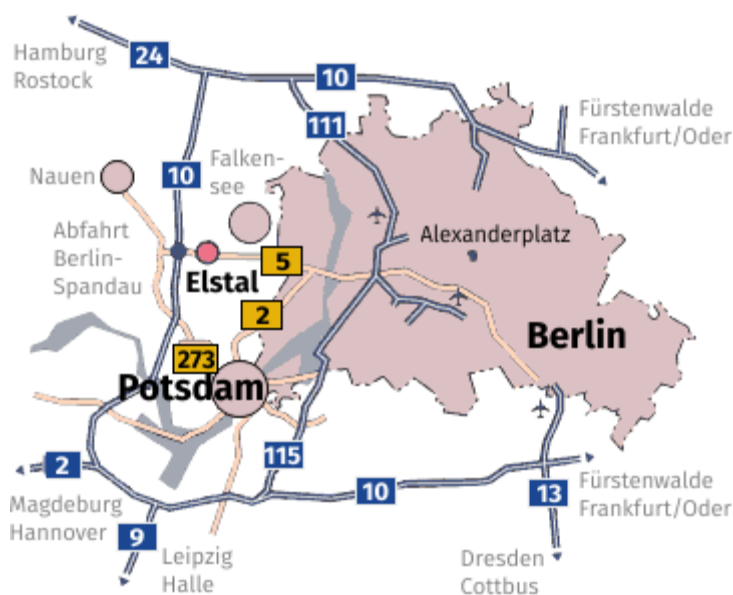 Hamburg
Rostock
24
10
111
Fürstenwalde
Frankfurt/Oder
Nauen
10
Falken-
see
Abfahrt
Berlin-
Spandau
Alexanderplatz
5
Elstal
2
Berlin
273
Potsdam
115
2
10
13
Fürstenwalde
Frankfurt/Oder
Magdeburg
Hannover
9
Leipzig
Halle
Dresden
Cottbus